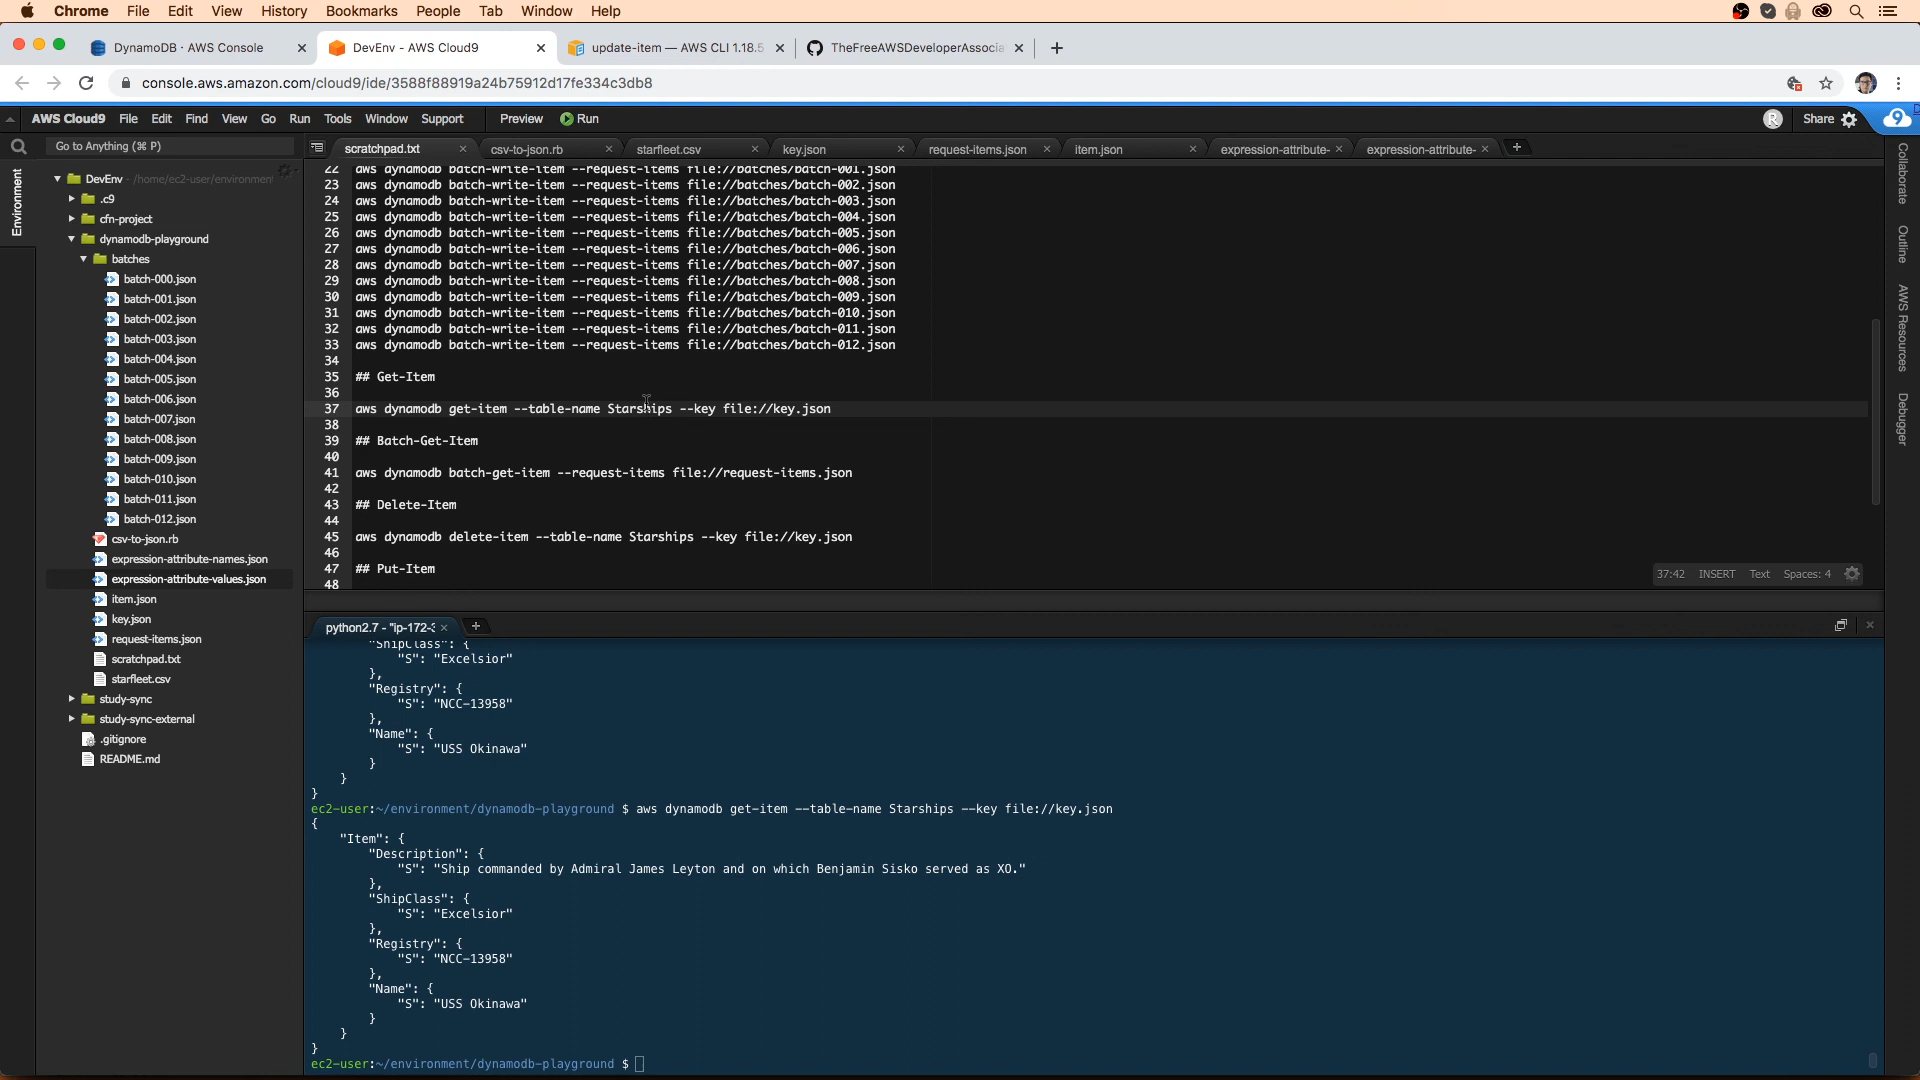 Chrome File Edit View History Bookmarks People Tab Window Help
DynamoDB · AWS Console
DevEnv - AWS Cloud9
update-item — AWS CLI 1.18.5
TheFreeAWSDeveloperAssocia
console.aws.amazon.com/cloud9/ide/3588f88919a24b75912d17fe334c3db8
AWS Cloud9 File Edit Find View Go Run Tools Window Support Preview Run
R Share
Go to Anything (⌘ P)
scratchpad.txt csv-to-json.rb starfleet.csv key.json request-items.json item.json expression-attribute- expression-attribute-
Environment
DevEnv - /home/ec2-user/environment
.c9
cfn-project
dynamodb-playground
batches
batch-000.json
batch-001.json
batch-002.json
batch-003.json
batch-004.json
batch-005.json
batch-006.json
batch-007.json
batch-008.json
batch-009.json
batch-010.json
batch-011.json
batch-012.json
csv-to-json.rb
expression-attribute-names.json
expression-attribute-values.json
item.json
key.json
request-items.json
scratchpad.txt
starfleet.csv
study-sync
study-sync-external
.gitignore
README.md
22 aws dynamodb batch-write-item --request-items file://batches/batch-001.json
23 aws dynamodb batch-write-item --request-items file://batches/batch-002.json
24 aws dynamodb batch-write-item --request-items file://batches/batch-003.json
25 aws dynamodb batch-write-item --request-items file://batches/batch-004.json
26 aws dynamodb batch-write-item --request-items file://batches/batch-005.json
27 aws dynamodb batch-write-item --request-items file://batches/batch-006.json
28 aws dynamodb batch-write-item --request-items file://batches/batch-007.json
29 aws dynamodb batch-write-item --request-items file://batches/batch-008.json
30 aws dynamodb batch-write-item --request-items file://batches/batch-009.json
31 aws dynamodb batch-write-item --request-items file://batches/batch-010.json
32 aws dynamodb batch-write-item --request-items file://batches/batch-011.json
33 aws dynamodb batch-write-item --request-items file://batches/batch-012.json
34
35 ## Get-Item
36
37 aws dynamodb get-item --table-name Starships --key file://key.json
38
39 ## Batch-Get-Item
40
41 aws dynamodb batch-get-item --request-items file://request-items.json
42
43 ## Delete-Item
44
45 aws dynamodb delete-item --table-name Starships --key file://key.json
46
47 ## Put-Item
48
37:42 INSERT Text Spaces: 4
Collaborate
Outline
AWS Resources
Debugger
python2.7 - "ip-172-3
"ShipClass": {
"S": "Excelsior"
},
"Registry": {
"S": "NCC-13958"
},
"Name": {
"S": "USS Okinawa"
}
}
}
ec2-user:~/environment/dynamodb-playground $ aws dynamodb get-item --table-name Starships --key file://key.json
{
"Item": {
"Description": {
"S": "Ship commanded by Admiral James Leyton and on which Benjamin Sisko served as XO."
},
"ShipClass": {
"S": "Excelsior"
},
"Registry": {
"S": "NCC-13958"
},
"Name": {
"S": "USS Okinawa"
}
}
}
ec2-user:~/environment/dynamodb-playground $